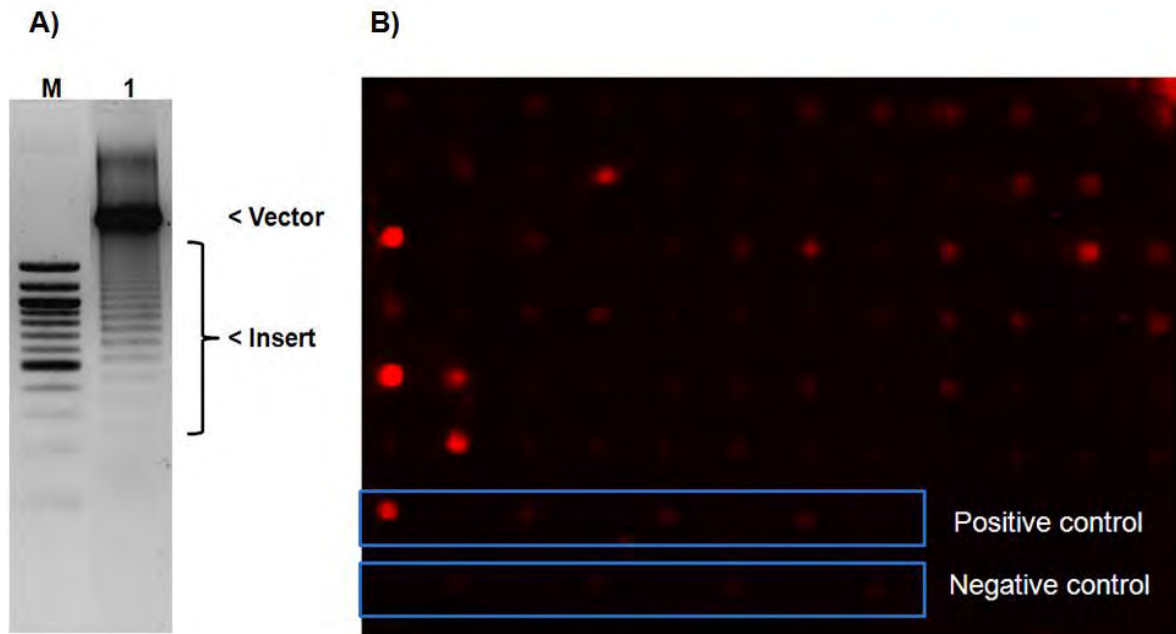 A)
B)
M 1
< Vector
< Insert
Positive control
Negative control